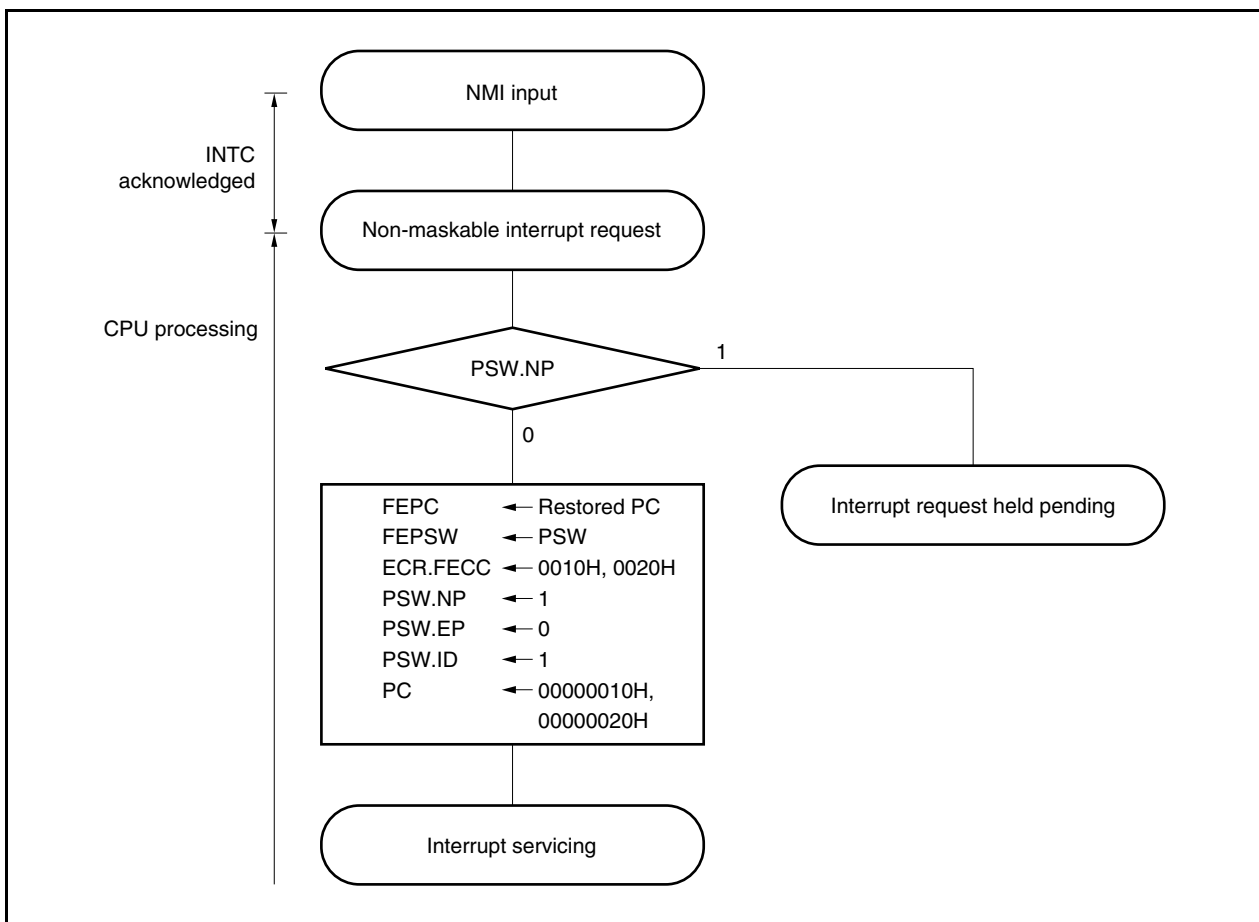 NMI input
INTC
acknowledged
Non-maskable interrupt request
CPU processing
PSW.NP
1
0
FEPC ← Restored PC
FEPSW ← PSW
ECR.FECC ← 0010H, 0020H
PSW.NP ← 1
PSW.EP ← 0
PSW.ID ← 1
PC ← 00000010H,
00000020H
Interrupt request held pending
Interrupt servicing